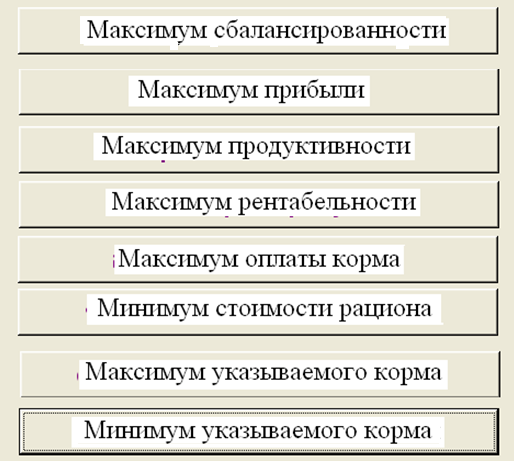 Максимум сбалансированности
Максимум прибыли
Максимум продуктивности
Максимум рентабельности
Максимум оплаты корма
Минимум стоимости рациона
Максимум указываемого корма
Минимум указываемого корма